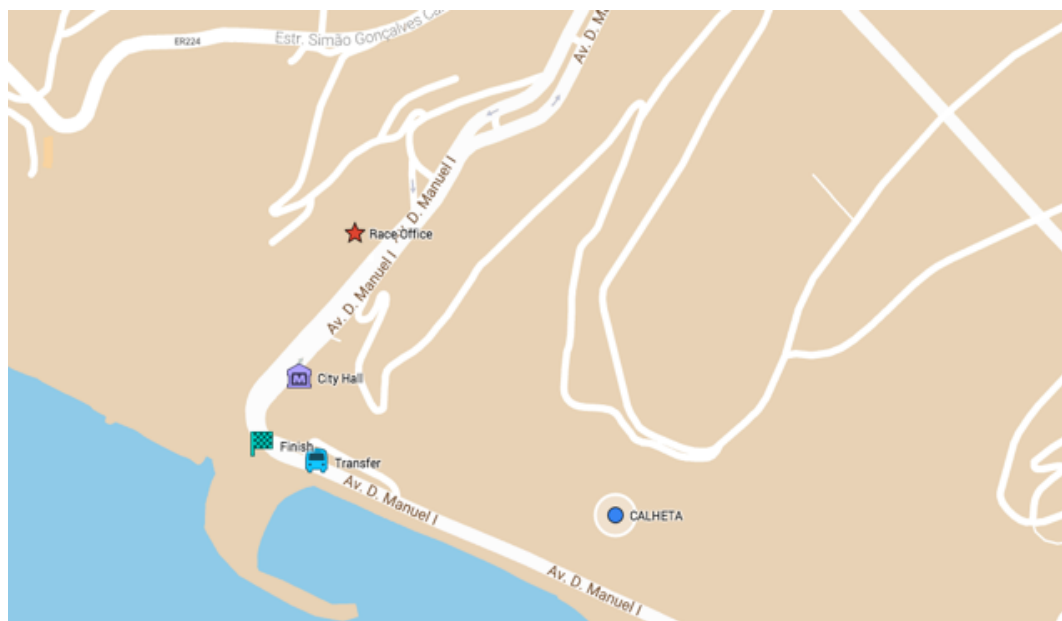 Av. D. M
ER224
Estr. Simão Gonçalves Câ
Av. D. Manuel I
Race Office
Av. D. Manuel I
City Hall
Finish
Transfer
Av. D. Manuel I
CALHETA
Av. D. Manuel I